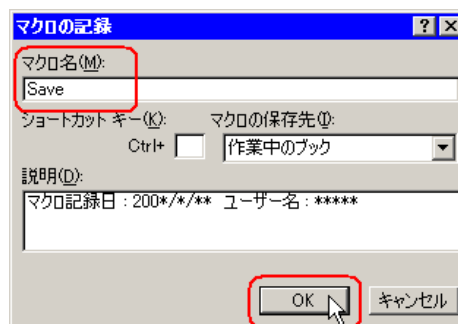 マクロの記録
マクロ名(M):
Save
ショートカット キー(K): マクロの保存先(I):
Ctrl+ 作業中のブック
説明(D):
マクロ記録日 : 200*/*/** ユーザー名 : *****
OK キャンセル